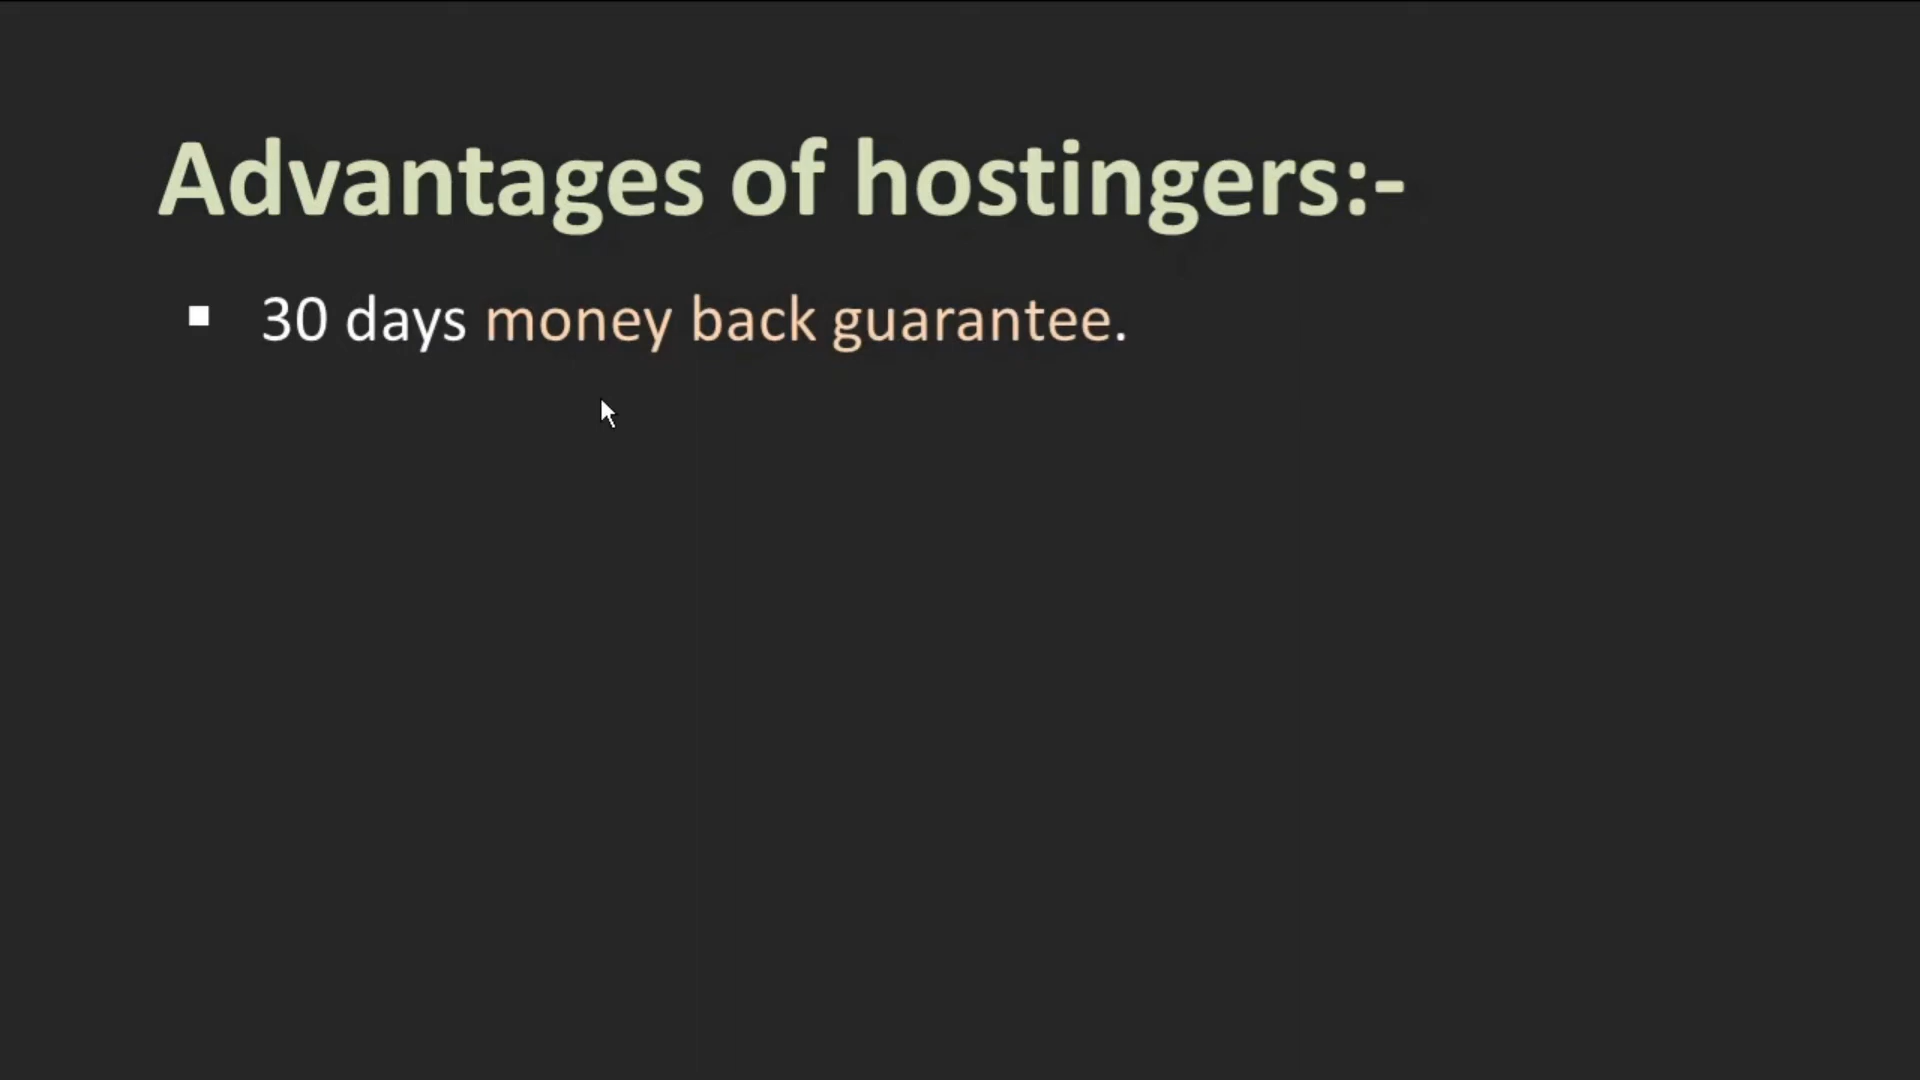 Advantages of hostingers:-
▪ 30 days money back guarantee.